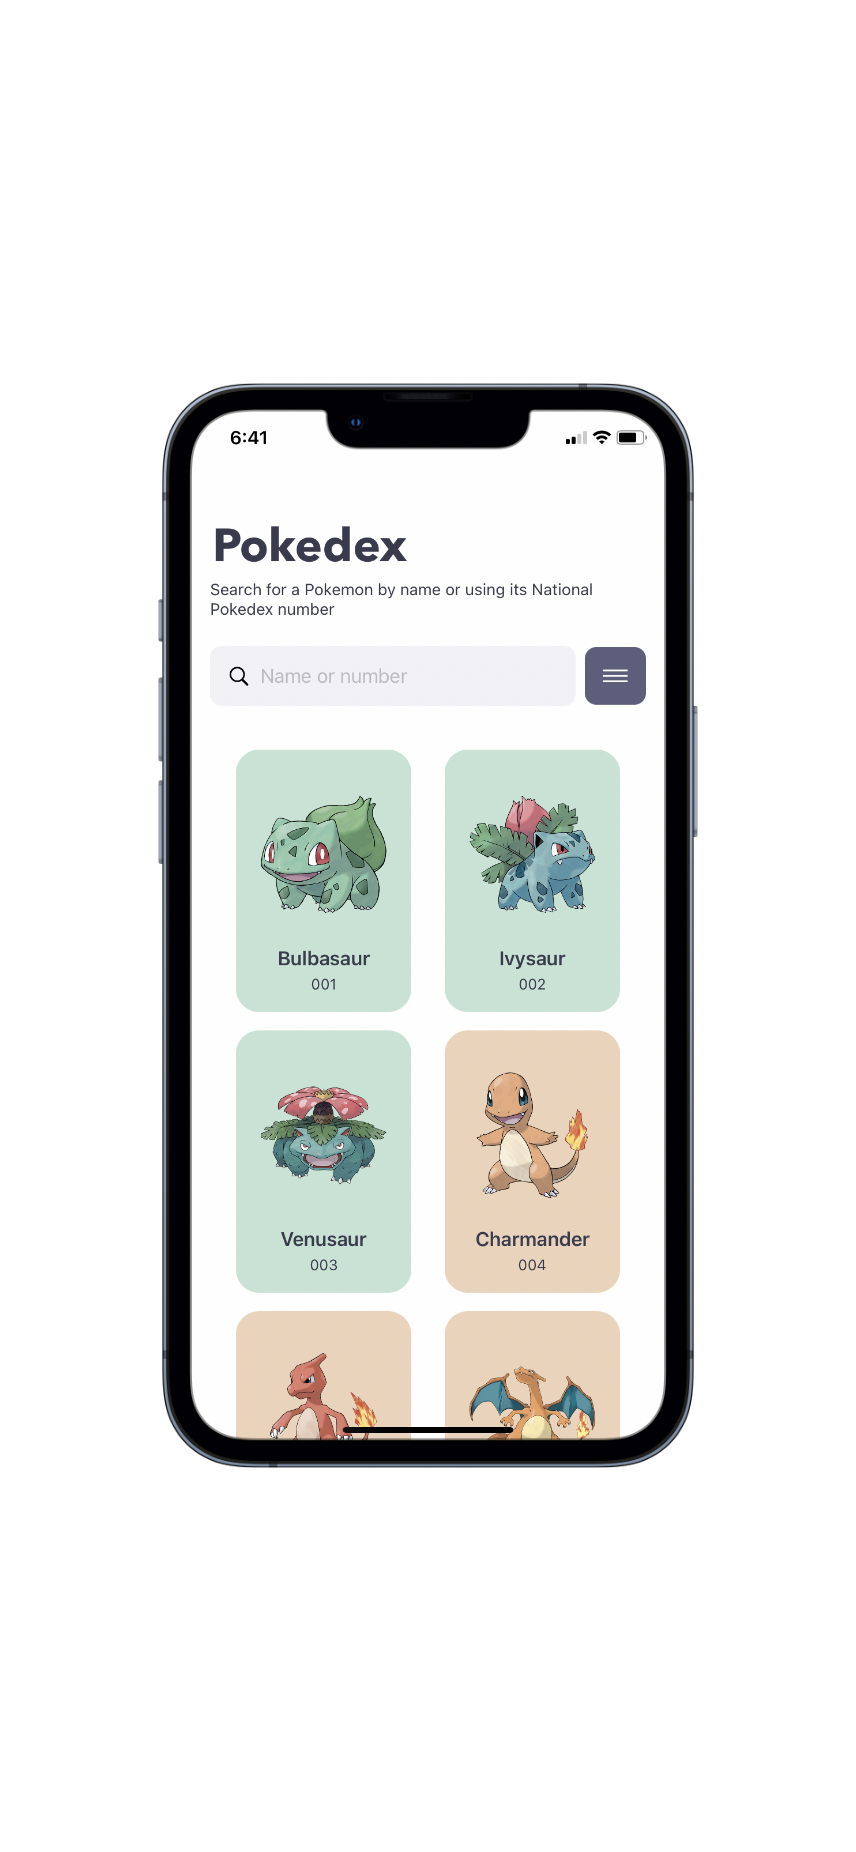 6:41
Pokedex
Search for a Pokemon by name or using its National
Pokedex number
Name or number
Bulbasaur
001
Ivysaur
002
Venusaur
003
Charmander
004